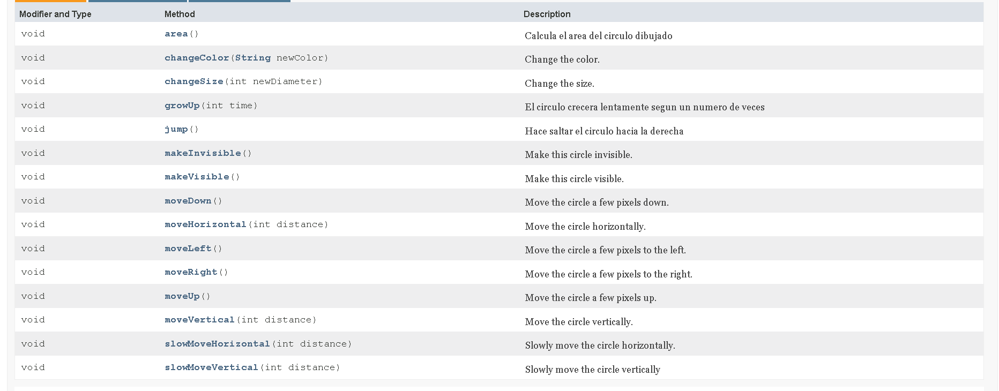 Modifier and Type Method Description
void area() Calcula el area del circulo dibujado
void changeColor(String newColor) Change the color.
void changeSize(int newDiameter) Change the size.
void growUp(int time) El circulo crecera lentamente segun un numero de veces
void jump() Hace saltar el circulo hacia la derecha
void makeInvisible() Make this circle invisible.
void makeVisible() Make this circle visible.
void moveDown() Move the circle a few pixels down.
void moveHorizontal(int distance) Move the circle horizontally.
void moveLeft() Move the circle a few pixels to the left.
void moveRight() Move the circle a few pixels to the right.
void moveUp() Move the circle a few pixels up.
void moveVertical(int distance) Move the circle vertically.
void slowMoveHorizontal(int distance) Slowly move the circle horizontally.
void slowMoveVertical(int distance) Slowly move the circle vertically